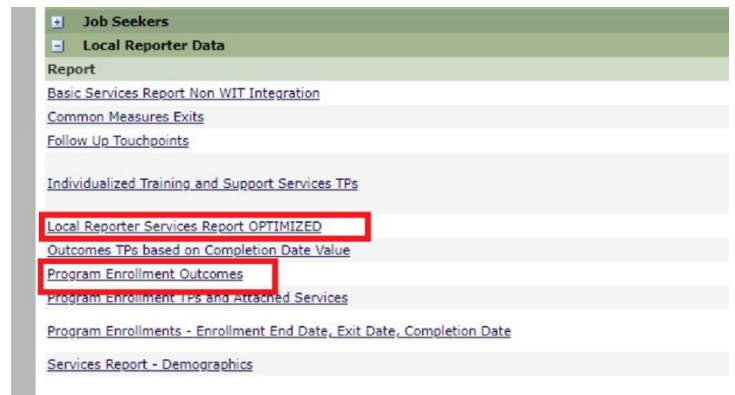 Job Seekers
Local Reporter Data
Report
Basic Services Report Non WIT Integration
Common Measures Exits
Follow Up Touchpoints
Individualized Training and Support Services TPs
Local Reporter Services Report OPTIMIZED
Outcomes TPs based on Completion Date Value
Program Enrollment Outcomes
Program Enrollment TPs and Attached Services
Program Enrollments - Enrollment End Date, Exit Date, Completion Date
Services Report - Demographics